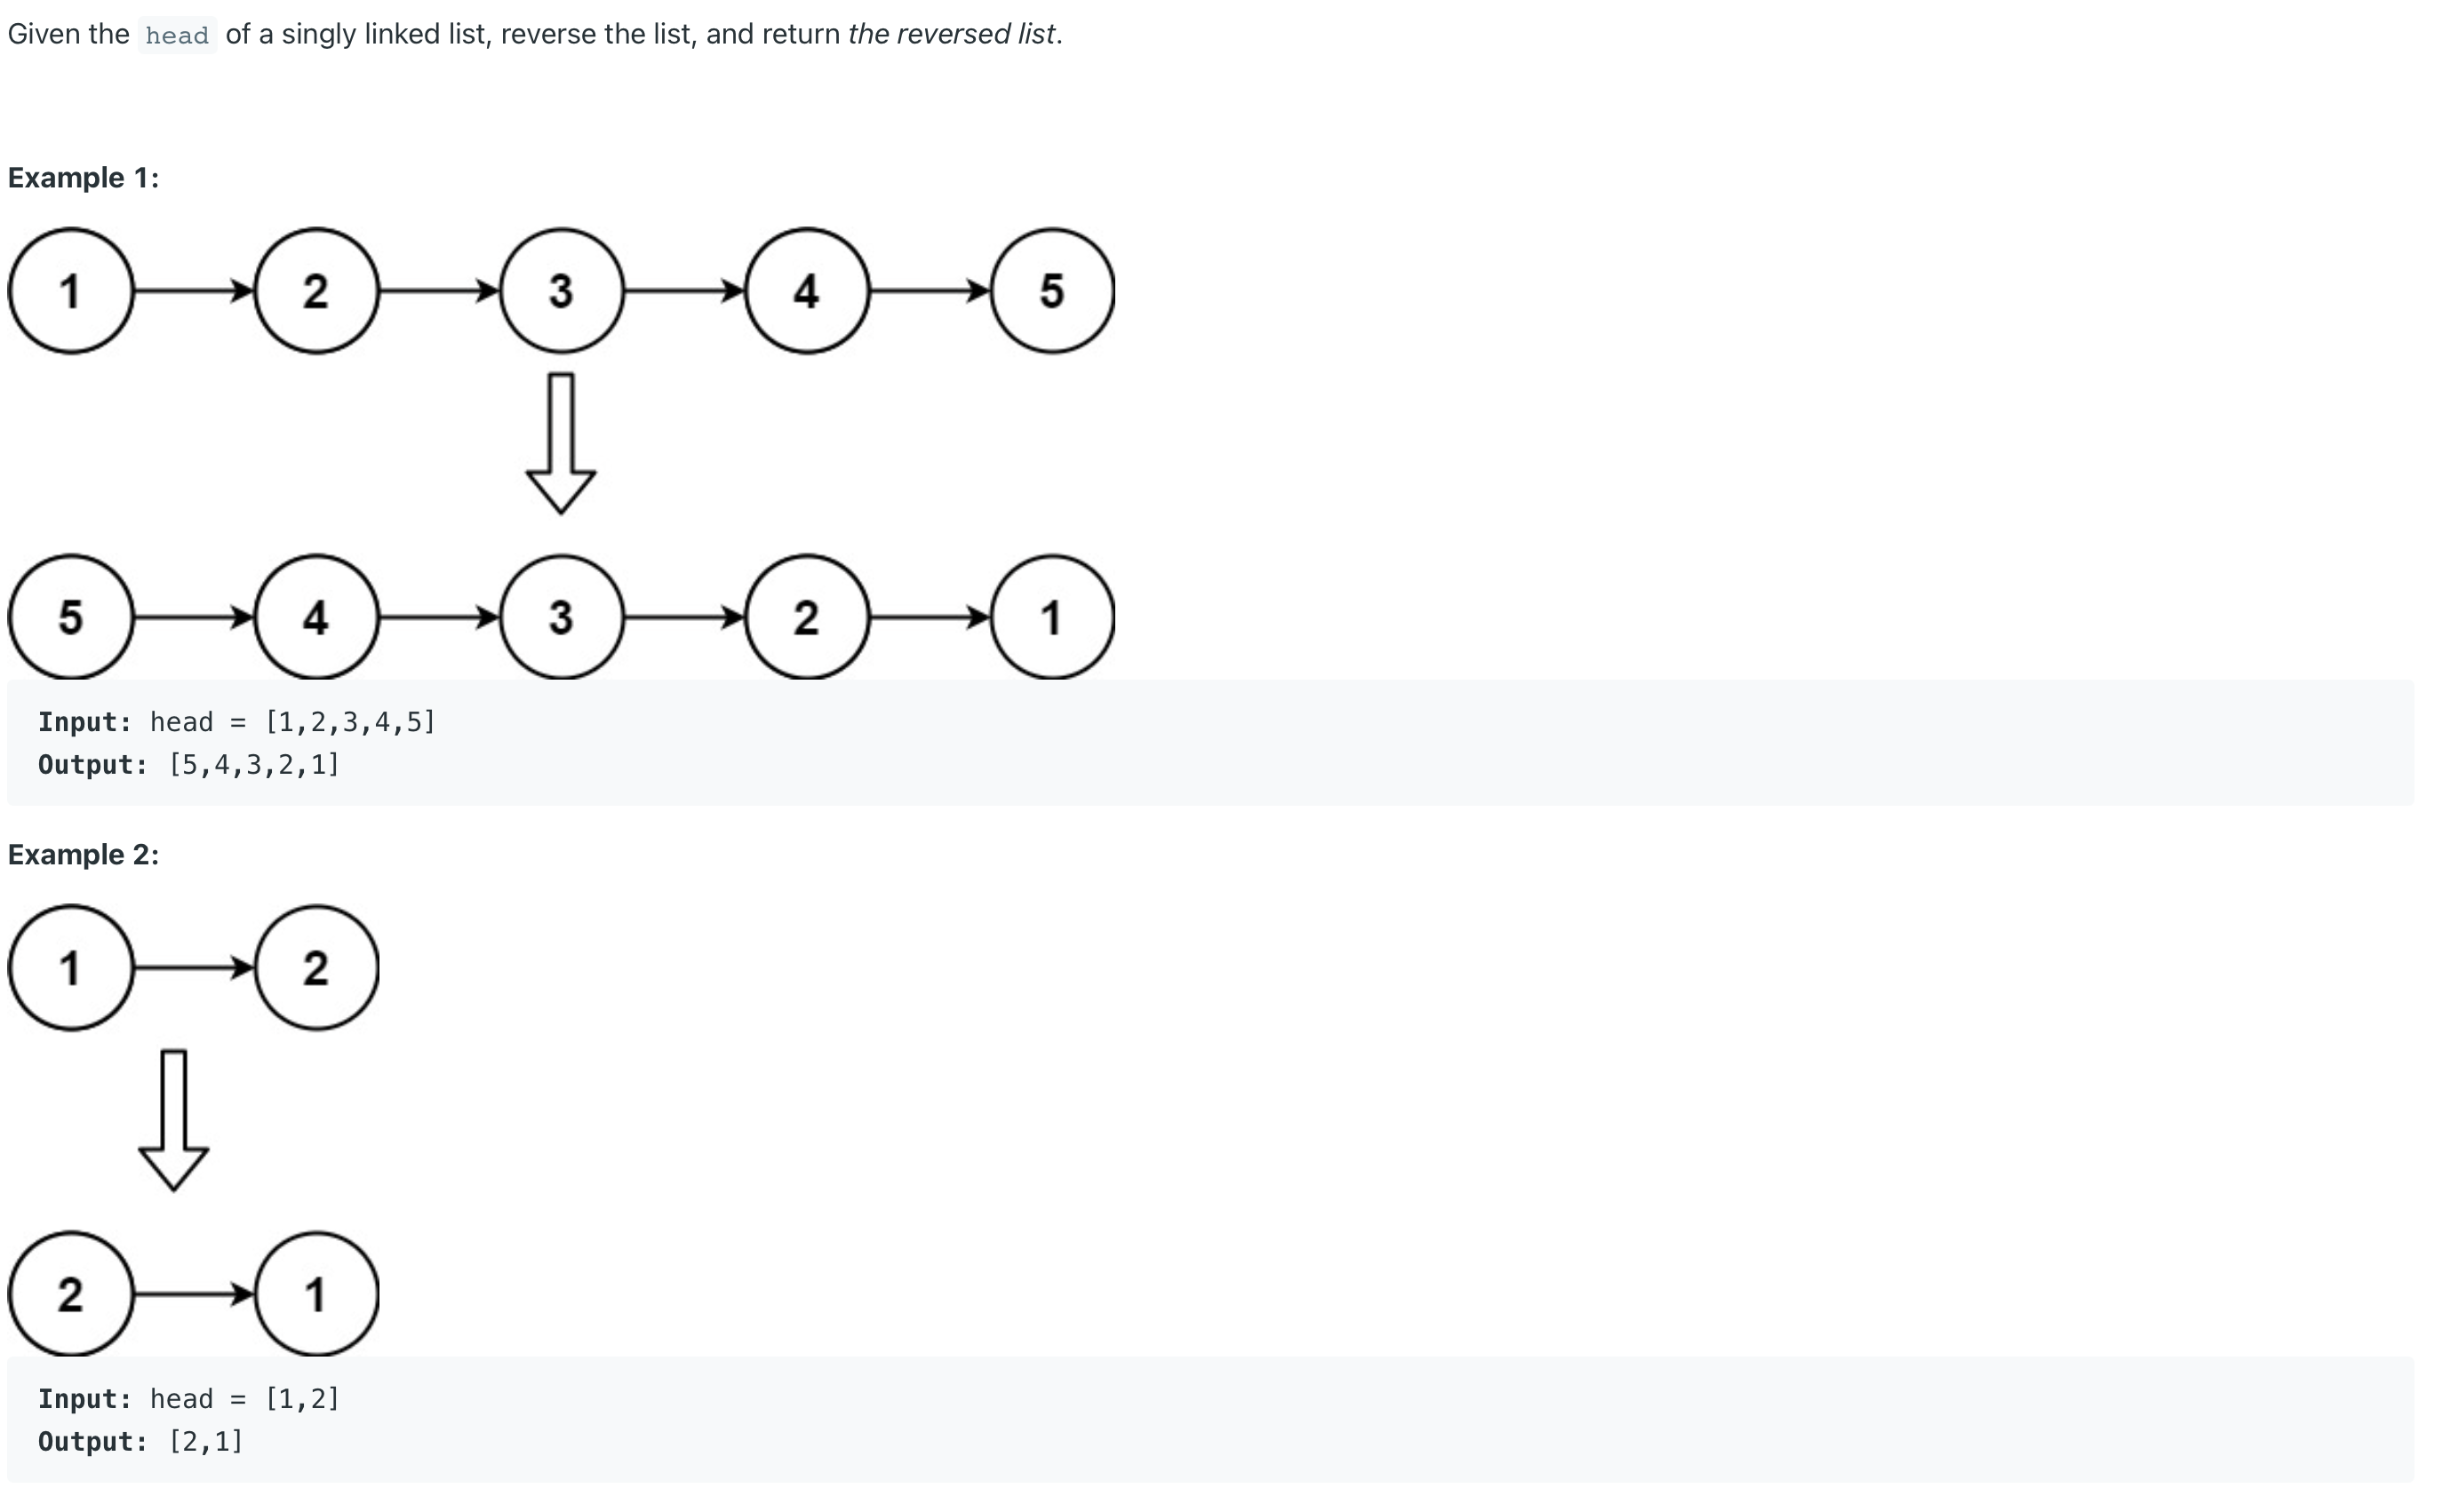 Given the head of a singly linked list, reverse the list, and return the reversed list.
Example 1:
1 2 3 4 5
5 4 3 2 1
Input: head = [1,2,3,4,5]
Output: [5,4,3,2,1]
Example 2:
1 2
2 1
Input: head = [1,2]
Output: [2,1]